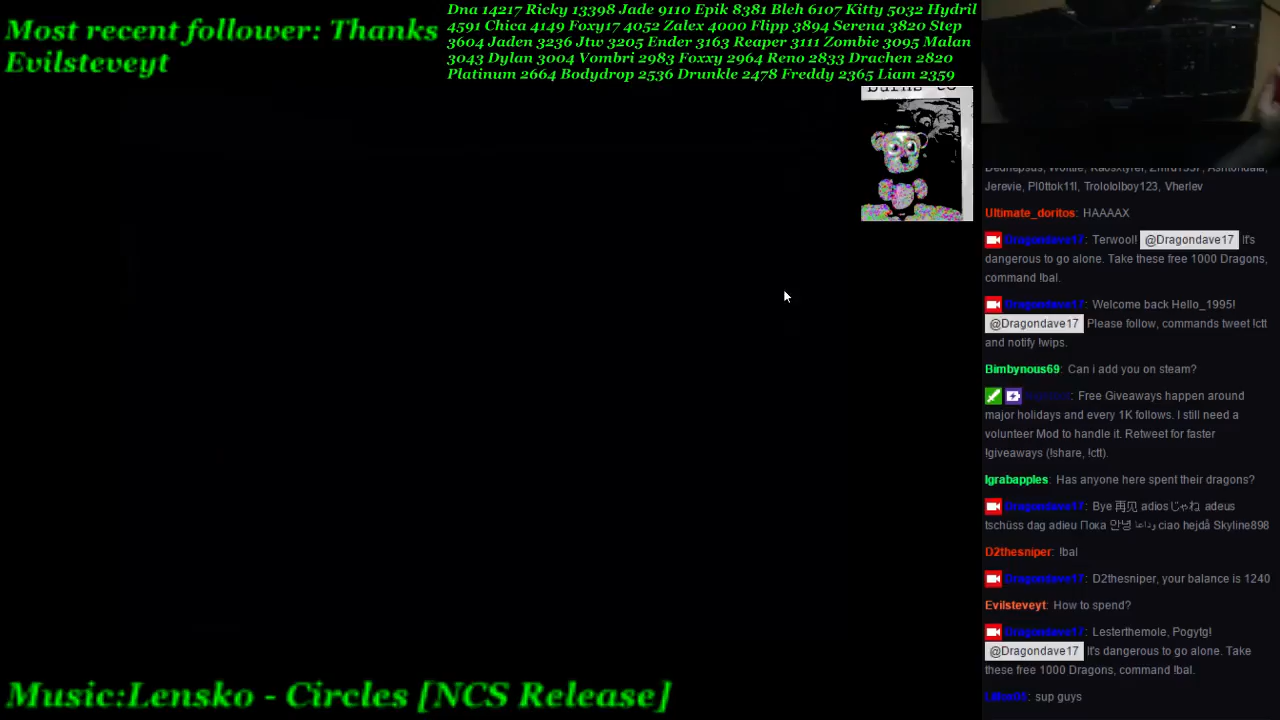 Most recent follower: Thanks
Evilsteveyt
Dna 14217 Ricky 13398 Jade 9110 Epik 8381 Bleh 6107 Kitty 5032 Hydril
4591 Chica 4149 Foxy17 4052 Zalex 4000 Flipp 3894 Serena 3820 Step
3604 Jaden 3236 Jtw 3205 Ender 3163 Reaper 3111 Zombie 3095 Malan
3043 Dylan 3004 Vombri 2983 Foxxy 2964 Reno 2833 Drachen 2820
Platinum 2664 Bodydrop 2536 Drunkle 2478 Freddy 2365 Liam 2359
Jerevie, Pl0ttok11l, Trolololboy123, Vherlev
Ultimate_doritos: HAAAAX
Dragondave17: Terwool! @Dragondave17 It's
dangerous to go alone. Take these free 1000 Dragons,
command !bal.
Dragondave17: Welcome back Hello_1995!
@Dragondave17 Please follow, commands tweet !ctt
and notify !wips.
Bimbynous69: Can i add you on steam?
: Free Giveaways happen around
major holidays and every 1K follows. I still need a
volunteer Mod to handle it. Retweet for faster
!giveaways (!share, !ctt).
Igrabapples: Has anyone here spent their dragons?
Dragondave17: Bye 再见 adios じゃね adeus
tschüss dag adieu Пока 안녕 وداعا ciao hejdå Skyline898
D2thesniper: !bal
Dragondave17: D2thesniper, your balance is 1240
Evilsteveyt: How to spend?
Dragondave17: Lesterthemole, Pogytg!
@Dragondave17 It's dangerous to go alone. Take
these free 1000 Dragons, command !bal.
: sup guys
Music:Lensko - Circles [NCS Release]